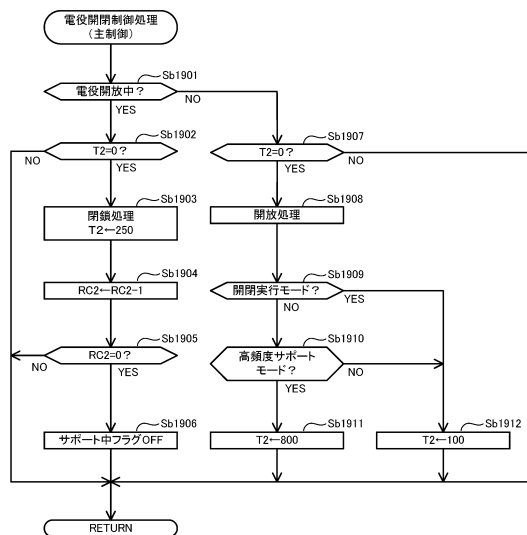 電役開閉制御処理
（主制御）
Sb1901
電役開放中？
YES
NO
Sb1902
T2=0？
NO
YES
Sb1903
閉鎖処理
T2←250
Sb1904
RC2←RC2-1
Sb1905
RC2=0？
NO
YES
Sb1906
サポート中フラグOFF
Sb1907
T2=0？
YES
NO
Sb1908
開放処理
Sb1909
開閉実行モード？
NO
YES
Sb1910
高頻度サポート
モード？
YES
NO
Sb1911
T2←800
Sb1912
T2←100
RETURN